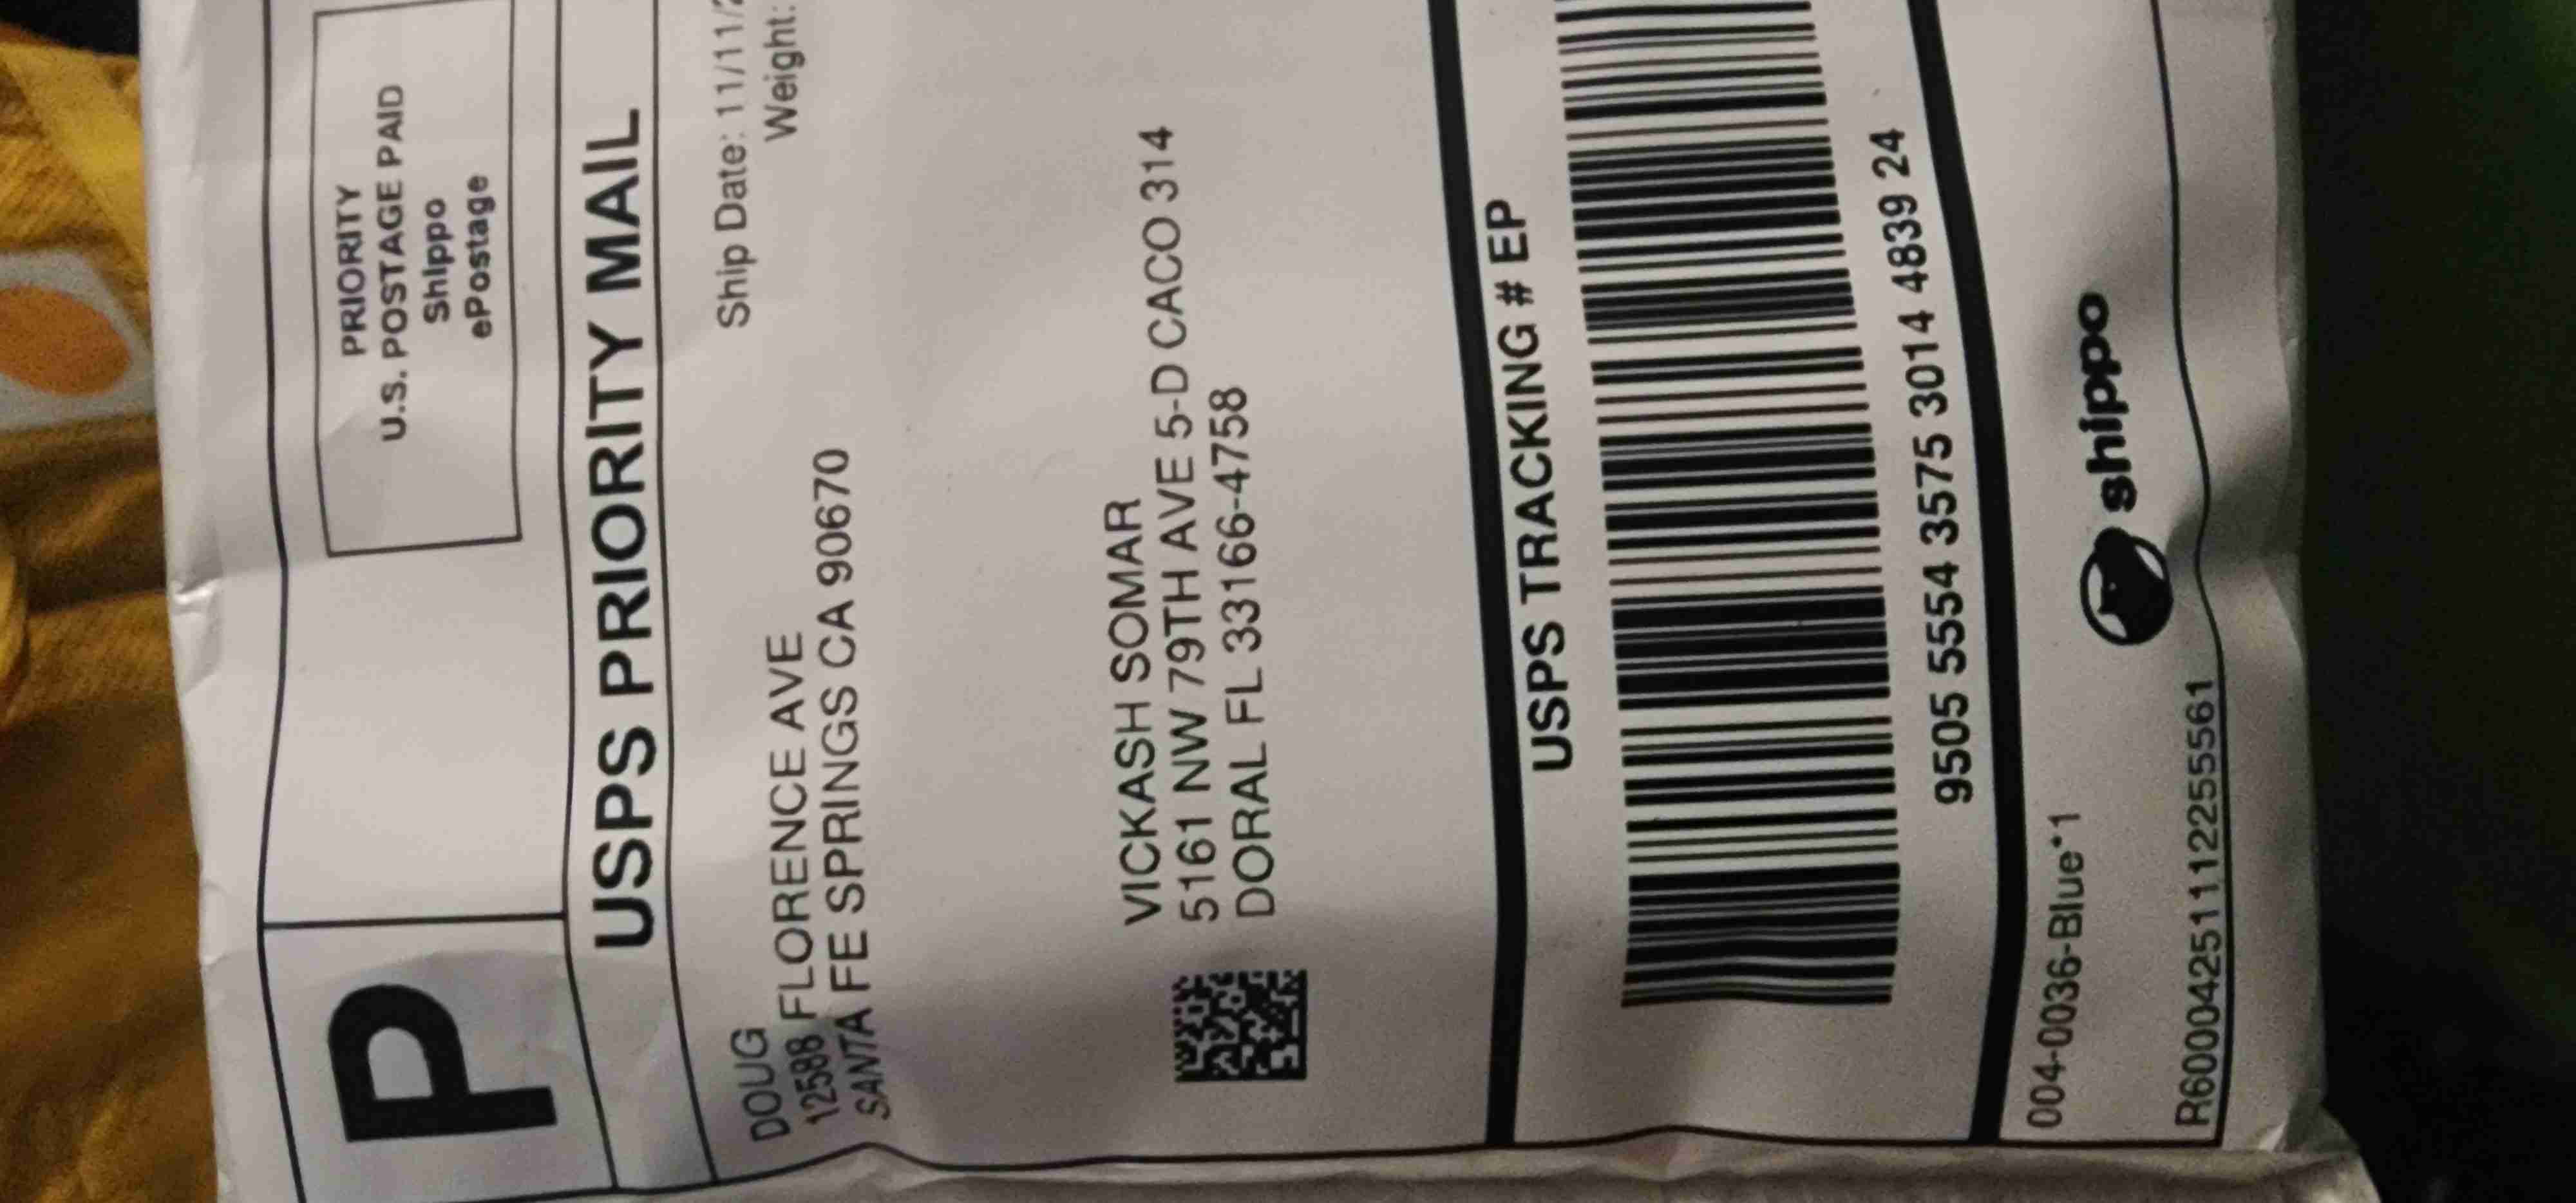 P
PRIORITY
U.S. POSTAGE PAID
Shippo
ePostage
USPS PRIORITY MAIL
DOUG
12588 FLORENCE AVE
SANTA FE SPRINGS CA 90670
Ship Date: 11/11/
Weight:
VICKASH SOMAR
5161 NW 79TH AVE 5-D CACO 314
DORAL FL 33166-4758
USPS TRACKING # EP
9505 5554 3575 3014 4839 24
004-0036-Blue*1
shippo
R6000425111225561